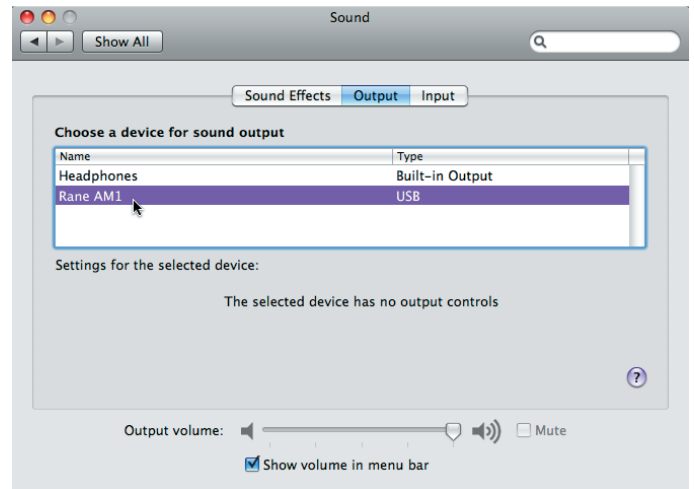 Sound
Show All
Sound Effects Output Input
Choose a device for sound output
Name Type
Headphones Built-in Output
Rane AM1 USB
Settings for the selected device:
The selected device has no output controls
?
Output volume: Mute
Show volume in menu bar